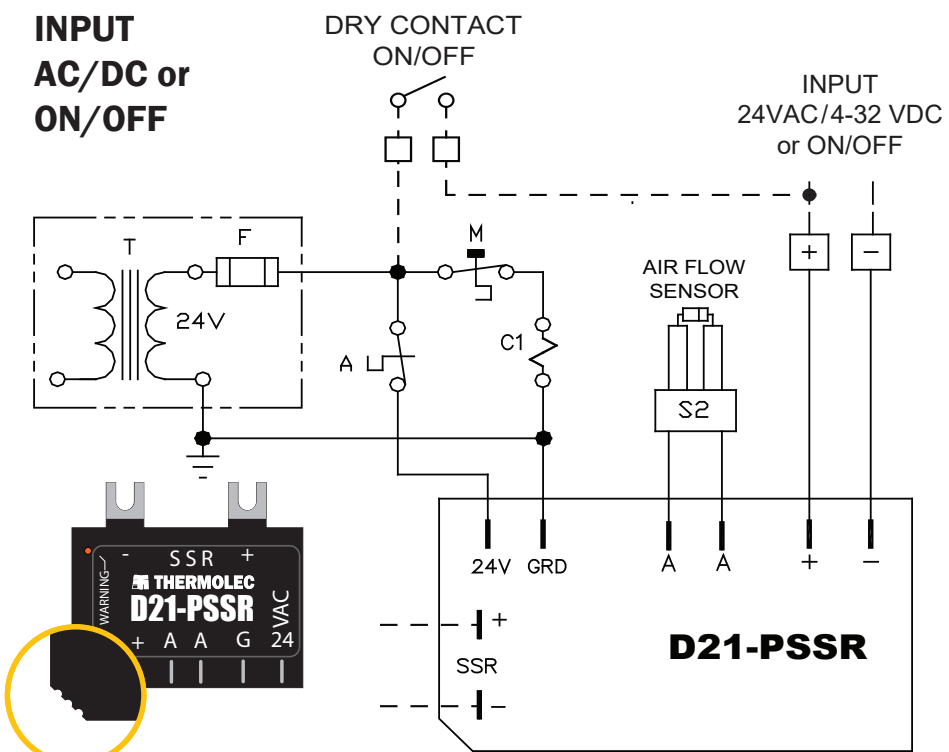 INPUT
AC/DC or
ON/OFF
DRY CONTACT
ON/OFF
INPUT
24VAC/4-32 VDC
or ON/OFF
T
F
24V
M
A
C1
AIR FLOW
SENSOR
S2
+
-
24V
GRD
A
A
+
-
+
SSR
-
D21-PSSR
WARNING
- SSR +
THERMOLEC
D21-PSSR
+ A A G 24
VAC